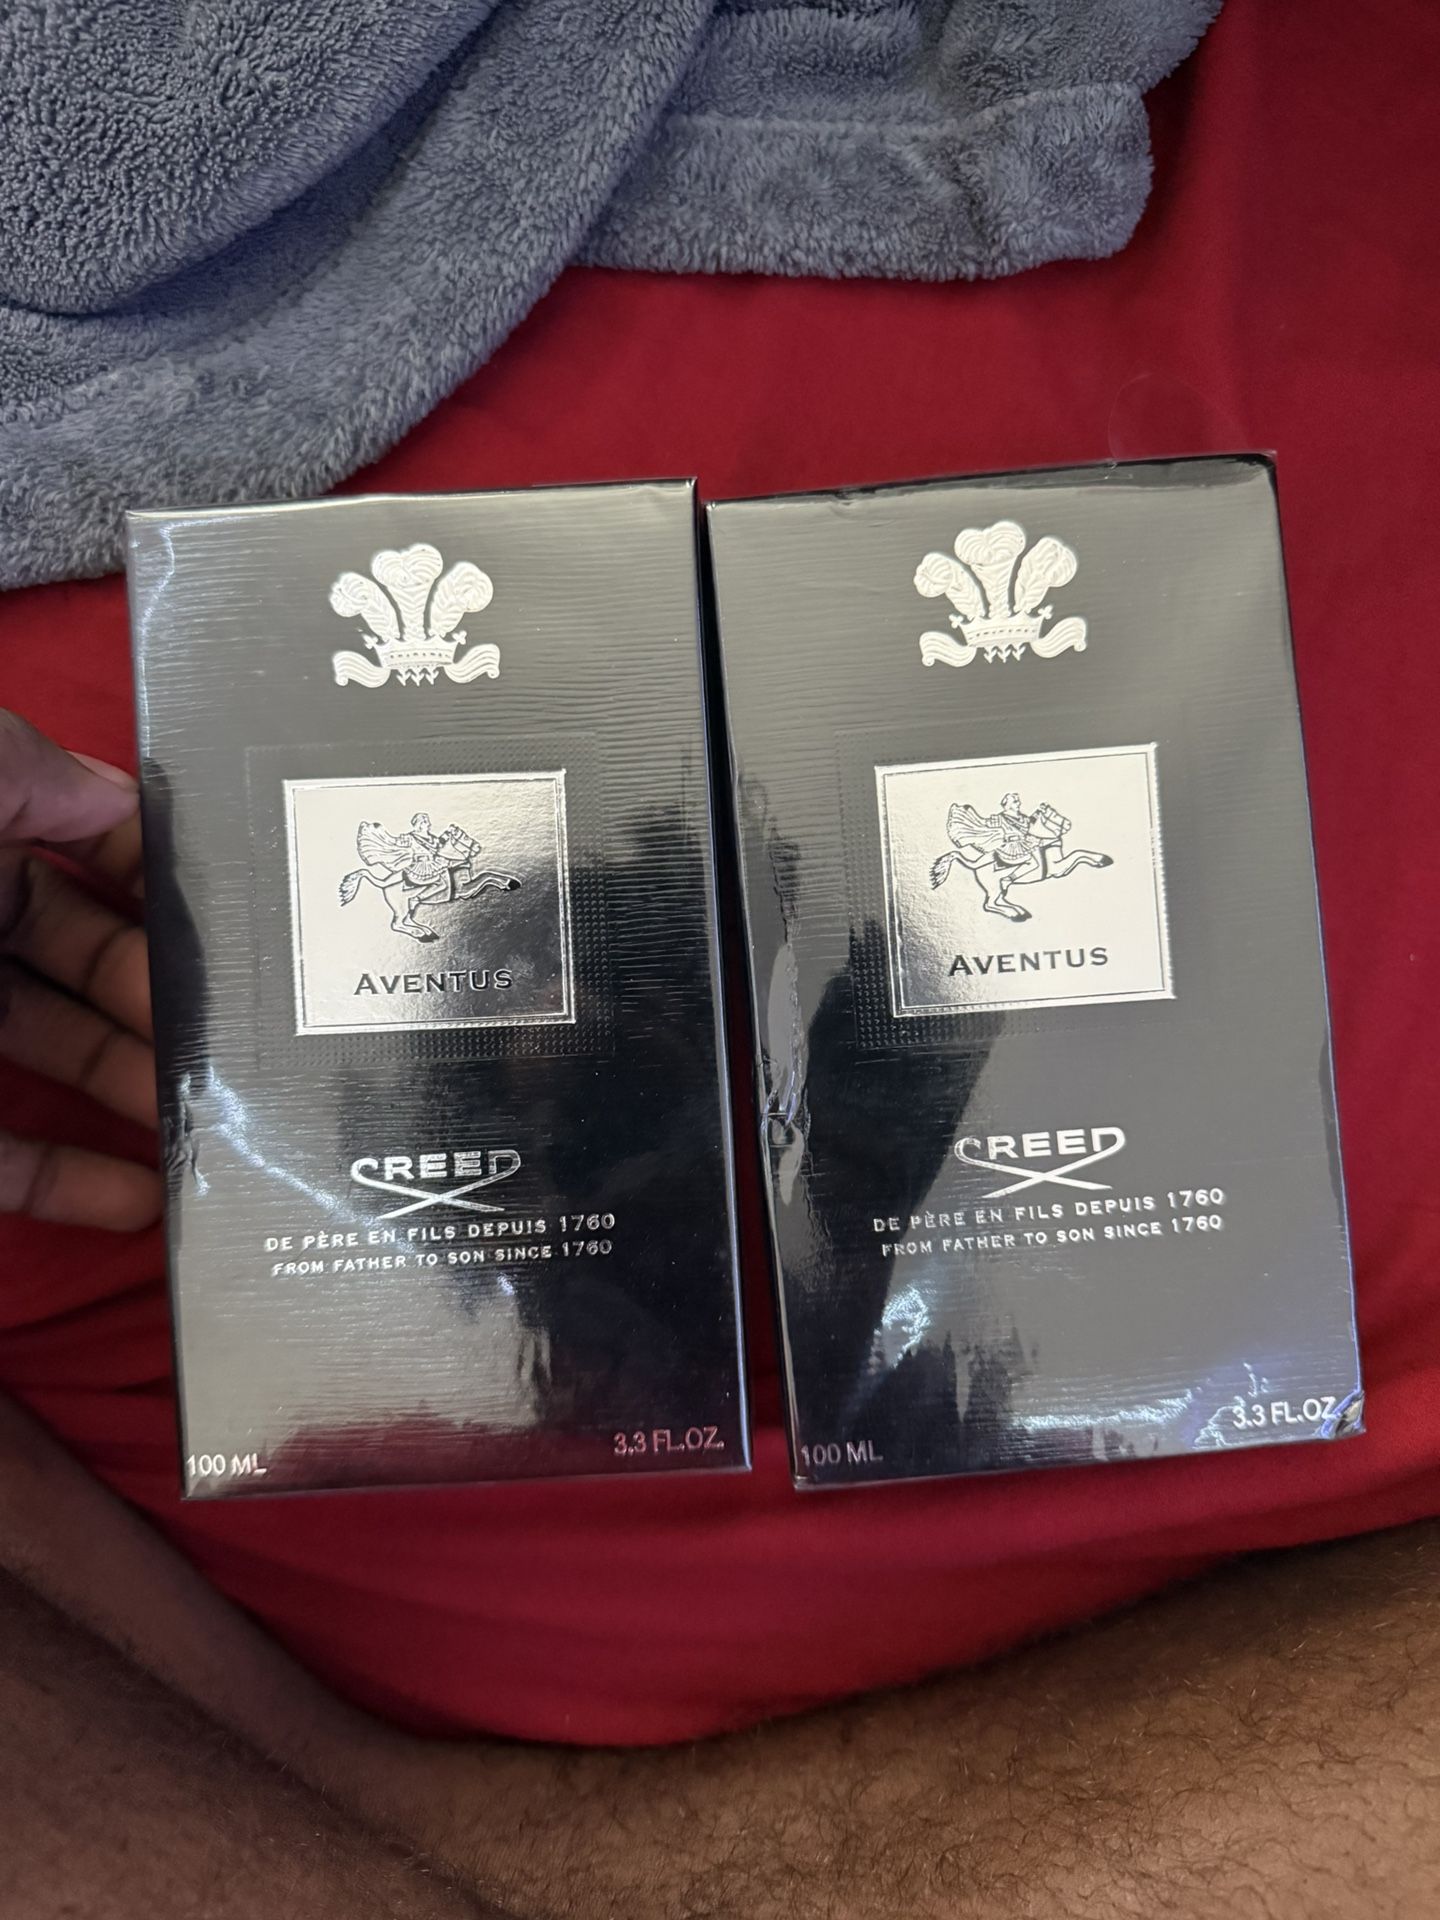 AVENTUS
CREED
DE PÈRE EN FILS DEPUIS 1760
FROM FATHER TO SON SINCE 1760
100 ML
3.3 FL.OZ.
AVENTUS
CREED
DE PÈRE EN FILS DEPUIS 1760
FROM FATHER TO SON SINCE 1760
100 ML
3.3 FL.OZ.